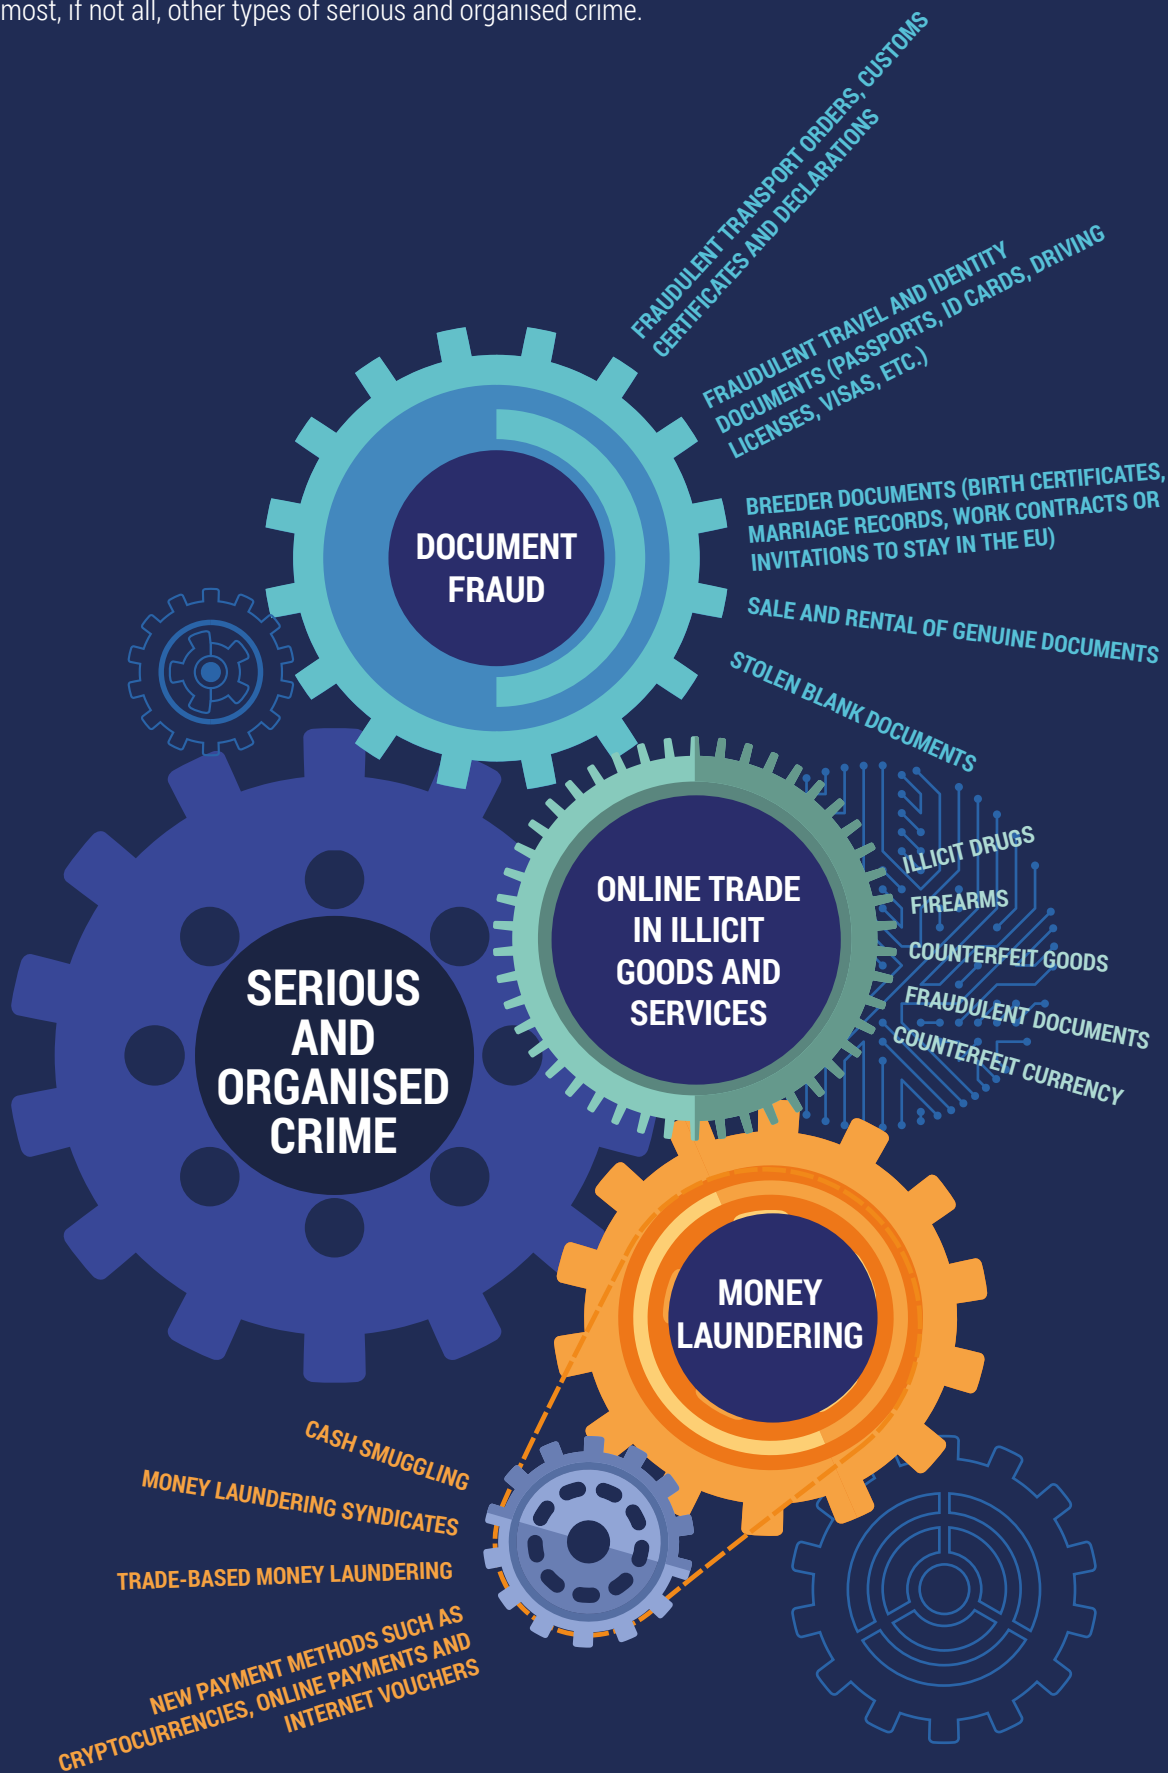 most, if not all, other types of serious and organised crime.
FRAUDULENT TRANSPORT ORDERS, CUSTOMS
CERTIFICATES AND DECLARATIONS
FRAUDULENT TRAVEL AND IDENTITY
DOCUMENTS (PASSPORTS, ID CARDS, DRIVING
LICENSES, VISAS, ETC.)
BREEDER DOCUMENTS (BIRTH CERTIFICATES,
MARRIAGE RECORDS, WORK CONTRACTS OR
INVITATIONS TO STAY IN THE EU)
SALE AND RENTAL OF GENUINE DOCUMENTS
STOLEN BLANK DOCUMENTS
DOCUMENT
FRAUD
ONLINE TRADE
IN ILLICIT
GOODS AND
SERVICES
ILLICIT DRUGS
FIREARMS
COUNTERFEIT GOODS
FRAUDULENT DOCUMENTS
COUNTERFEIT CURRENCY
SERIOUS
AND
ORGANISED
CRIME
MONEY
LAUNDERING
CASH SMUGGLING
MONEY LAUNDERING SYNDICATES
TRADE-BASED MONEY LAUNDERING
NEW PAYMENT METHODS SUCH AS
CRYPTOCURRENCIES, ONLINE PAYMENTS AND
INTERNET VOUCHERS